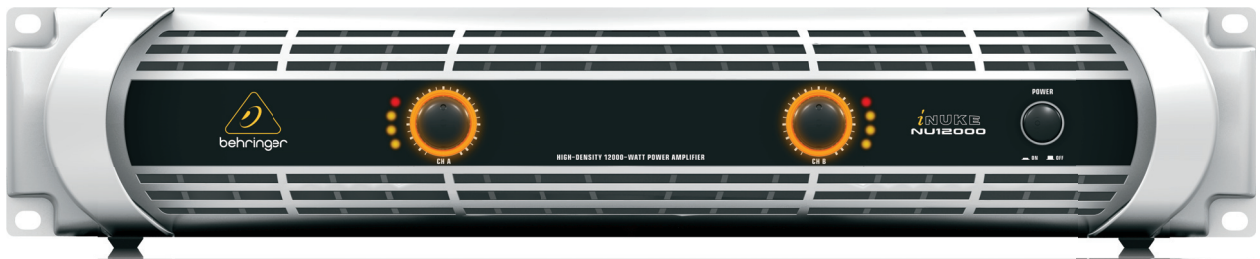 behringer
CH A
HIGH-DENSITY 12000-WATT POWER AMPLIFIER
CH B
iNUKE
NU12000
POWER
ON OFF